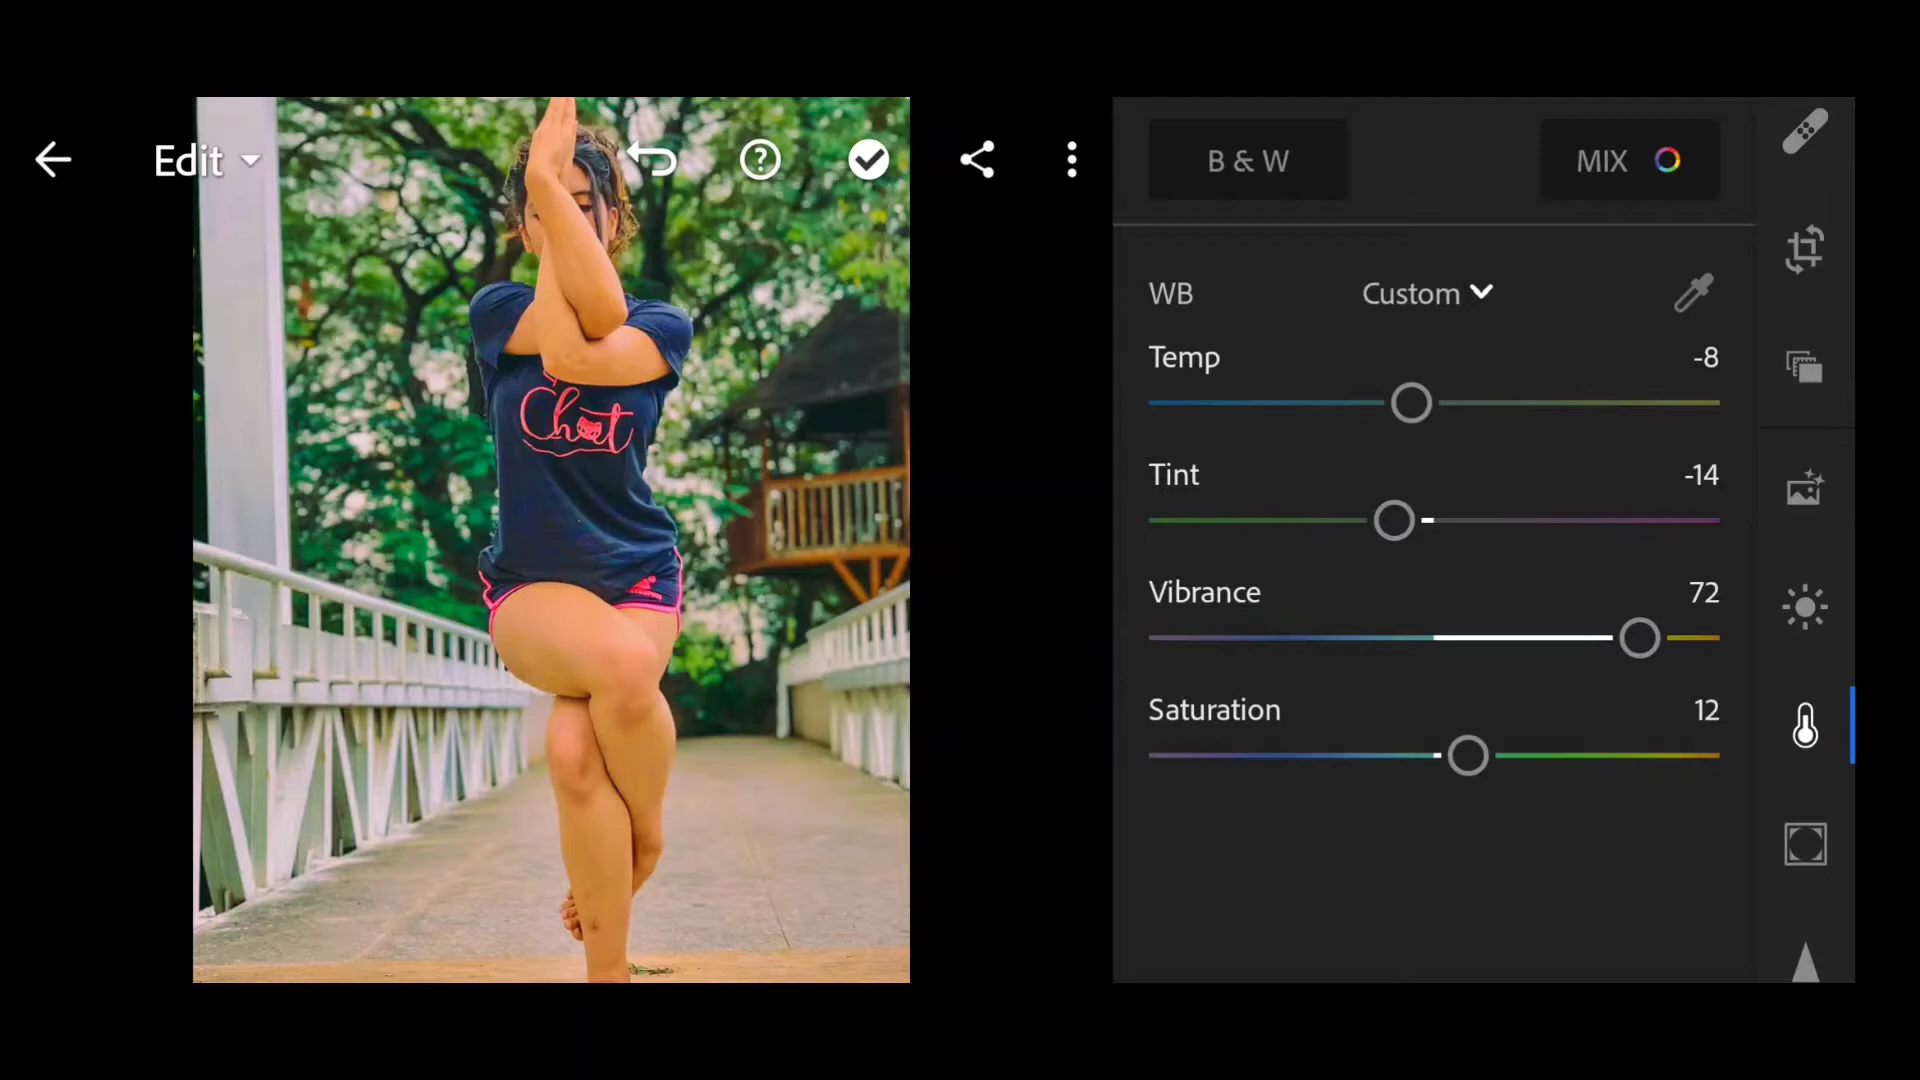 Edit
B & W
MIX
WB
Custom
Temp
-8
Tint
-14
Vibrance
72
Saturation
12
Chat